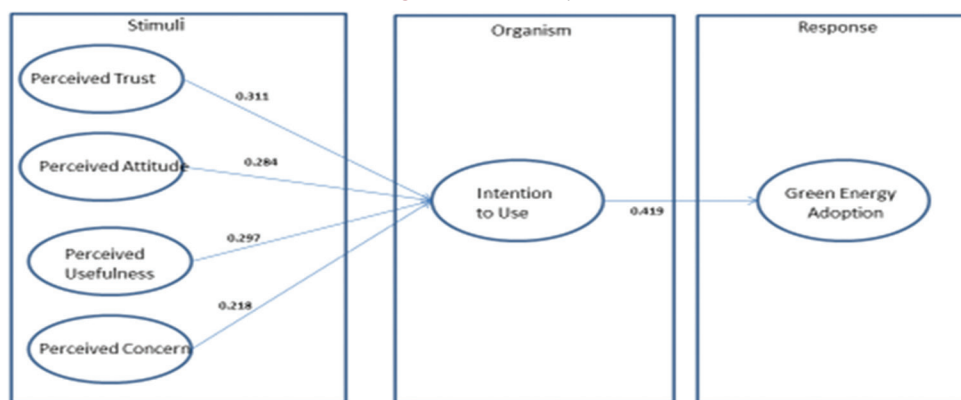 Stimuli
Perceived Trust
0.311
Perceived Attitude
0.284
Perceived
Usefulness
0.297
Perceived Concern
0.218
Organism
Intention
to Use
0.419
Response
Green Energy
Adoption